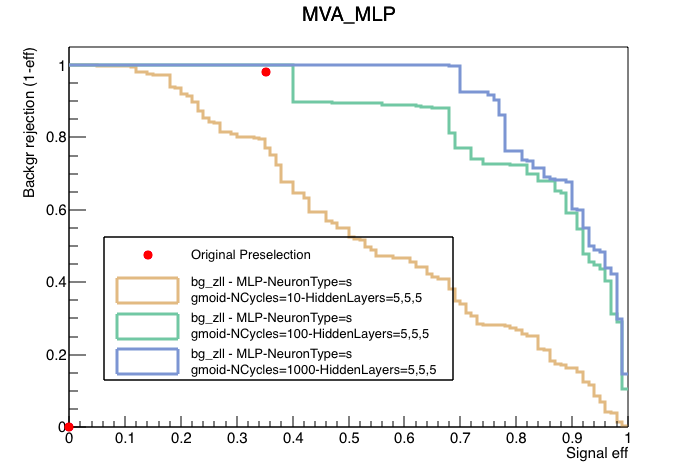 MVA_MLP
Backgr rejection (1-eff)
1
0.8
0.6
0.4
0.2
0
Original Preselection
bg_zll - MLP-NeuronType=s
gmoid-NCycles=10-HiddenLayers=5,5,5
bg_zll - MLP-NeuronType=s
gmoid-NCycles=100-HiddenLayers=5,5,5
bg_zll - MLP-NeuronType=s
gmoid-NCycles=1000-HiddenLayers=5,5,5
0 0.1 0.2 0.3 0.4 0.5 0.6 0.7 0.8 0.9 1
Signal eff